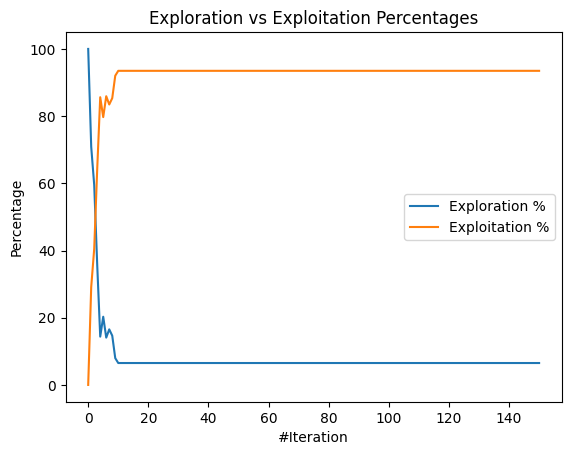 Exploration vs Exploitation Percentages
100
80
60
40
20
0
Percentage
Exploration %
Exploitation %
0 20 40 60 80 100 120 140
#Iteration